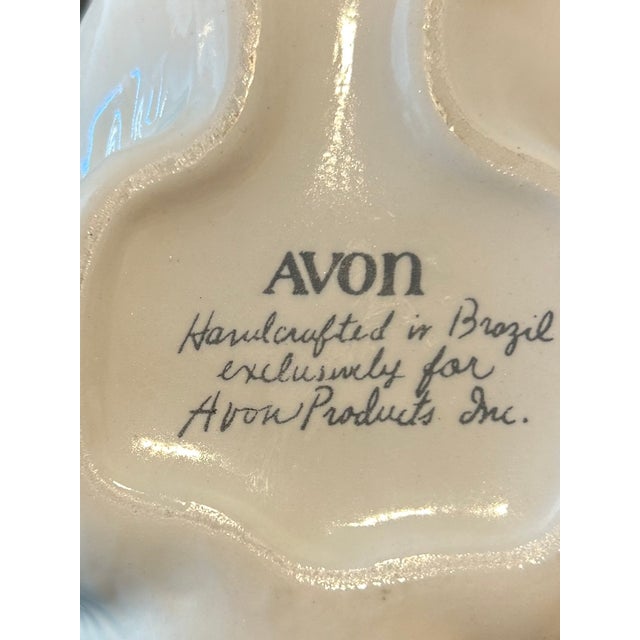 AVON
Handcrafted in Brazil
exclusively for
Avon Products Inc.